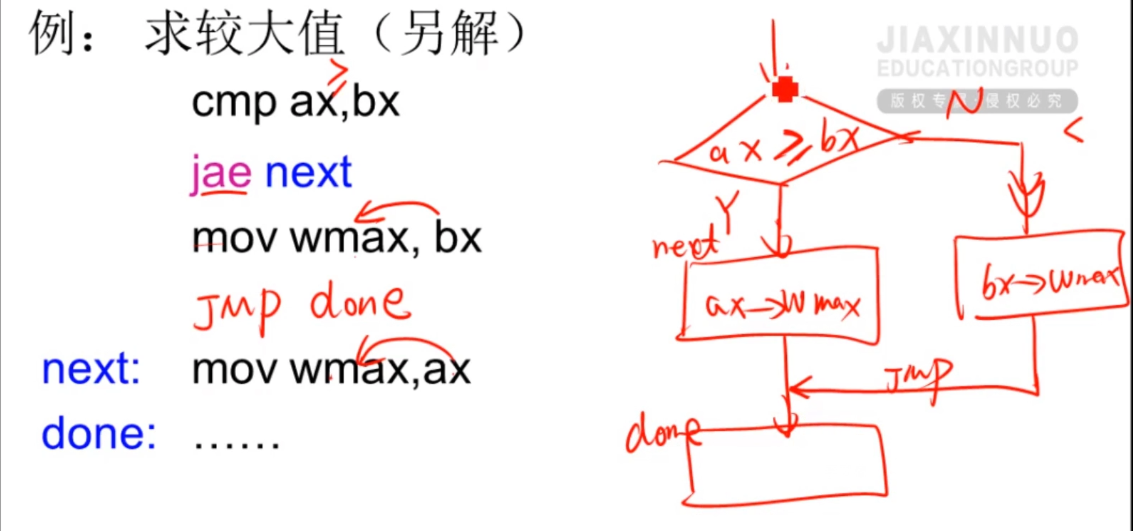 例： 求较大值（另解）
≥
cmp ax,bx
jae next
mov wmax, bx
JMP done
next: mov wmax,ax
done: ……
JIAXINNUO
EDUCATIONGROUP
版权专属·侵权必究
N
<
ax ≥ bx
Y
next
ax→Wmax
bx→Wmax
JMP
done